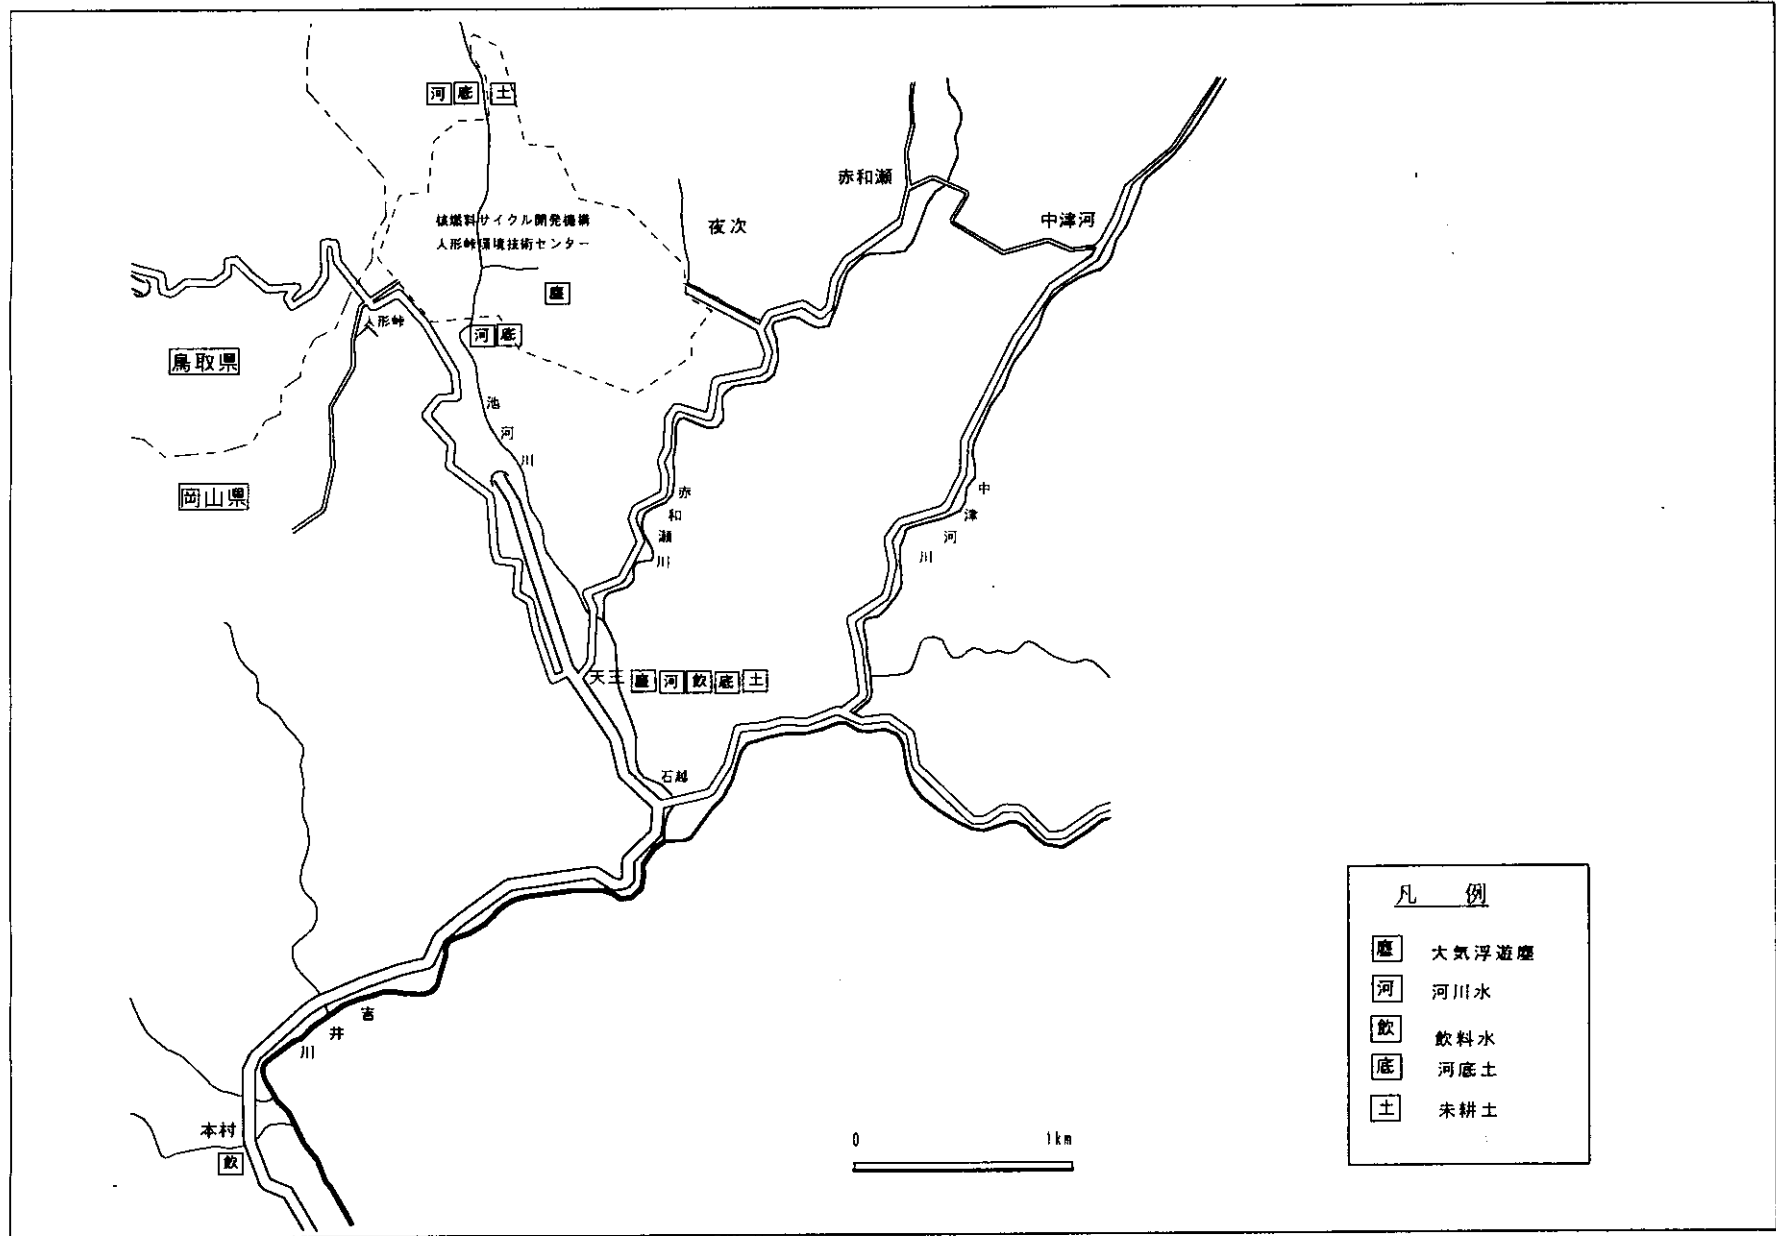 河 底 土
赤和瀬
中津河
夜次
核燃料サイクル開発機構
人形峠環境技術センター
塵
人形峠
河 底
鳥取県
岡山県
池河川
赤和瀬川
中津河川
天王 塵 河 飲 底 土
石越
吉井川
本村
飲
0 1km
凡 例
塵 大気浮遊塵
河 河川水
飲 飲料水
底 河底土
土 未耕土